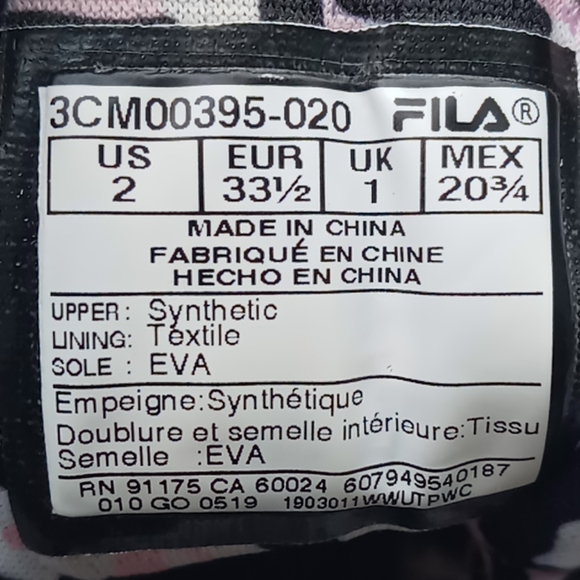 3CM00395-020 FILA®
US EUR UK MEX
2 33½ 1 20¾
MADE IN CHINA
FABRIQUÉ EN CHINE
HECHO EN CHINA
UPPER: Synthetic
LINING: Textile
SOLE : EVA
Empeigne:Synthétique
Doublure et semelle intérieure:Tissu
Semelle :EVA
RN 91175 CA 60024 607949540187
010 GO 0519 1903011WWUTPWC